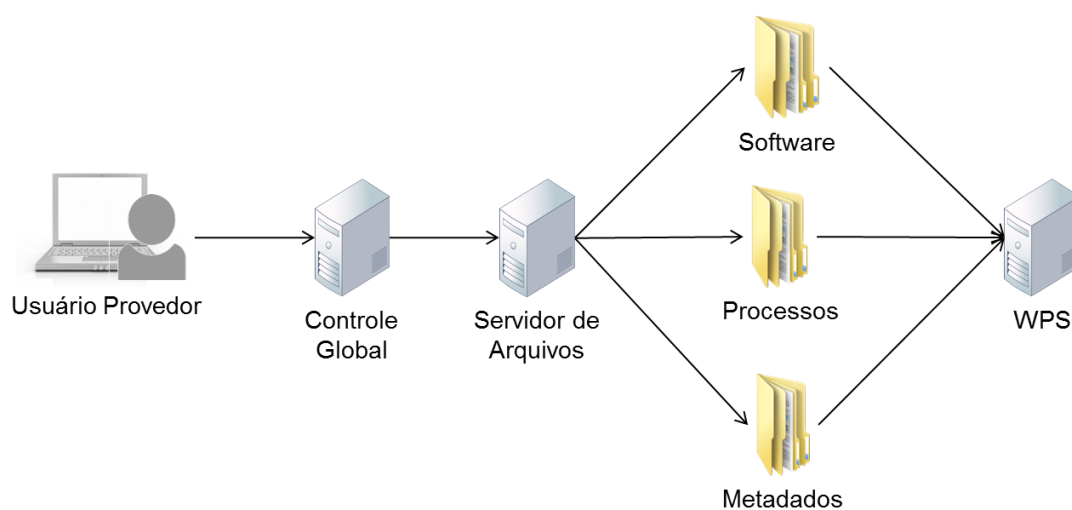 Software
Usuário Provedor
Controle
Global
Servidor de
Arquivos
Processos
WPS
Metadados